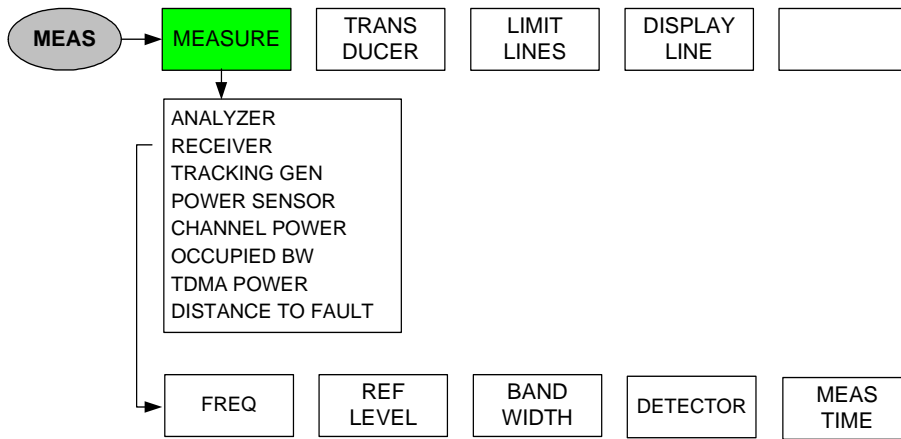 MEAS
MEASURE
TRANS
DUCER
LIMIT
LINES
DISPLAY
LINE
ANALYZER
RECEIVER
TRACKING GEN
POWER SENSOR
CHANNEL POWER
OCCUPIED BW
TDMA POWER
DISTANCE TO FAULT
FREQ
REF
LEVEL
BAND
WIDTH
DETECTOR
MEAS
TIME